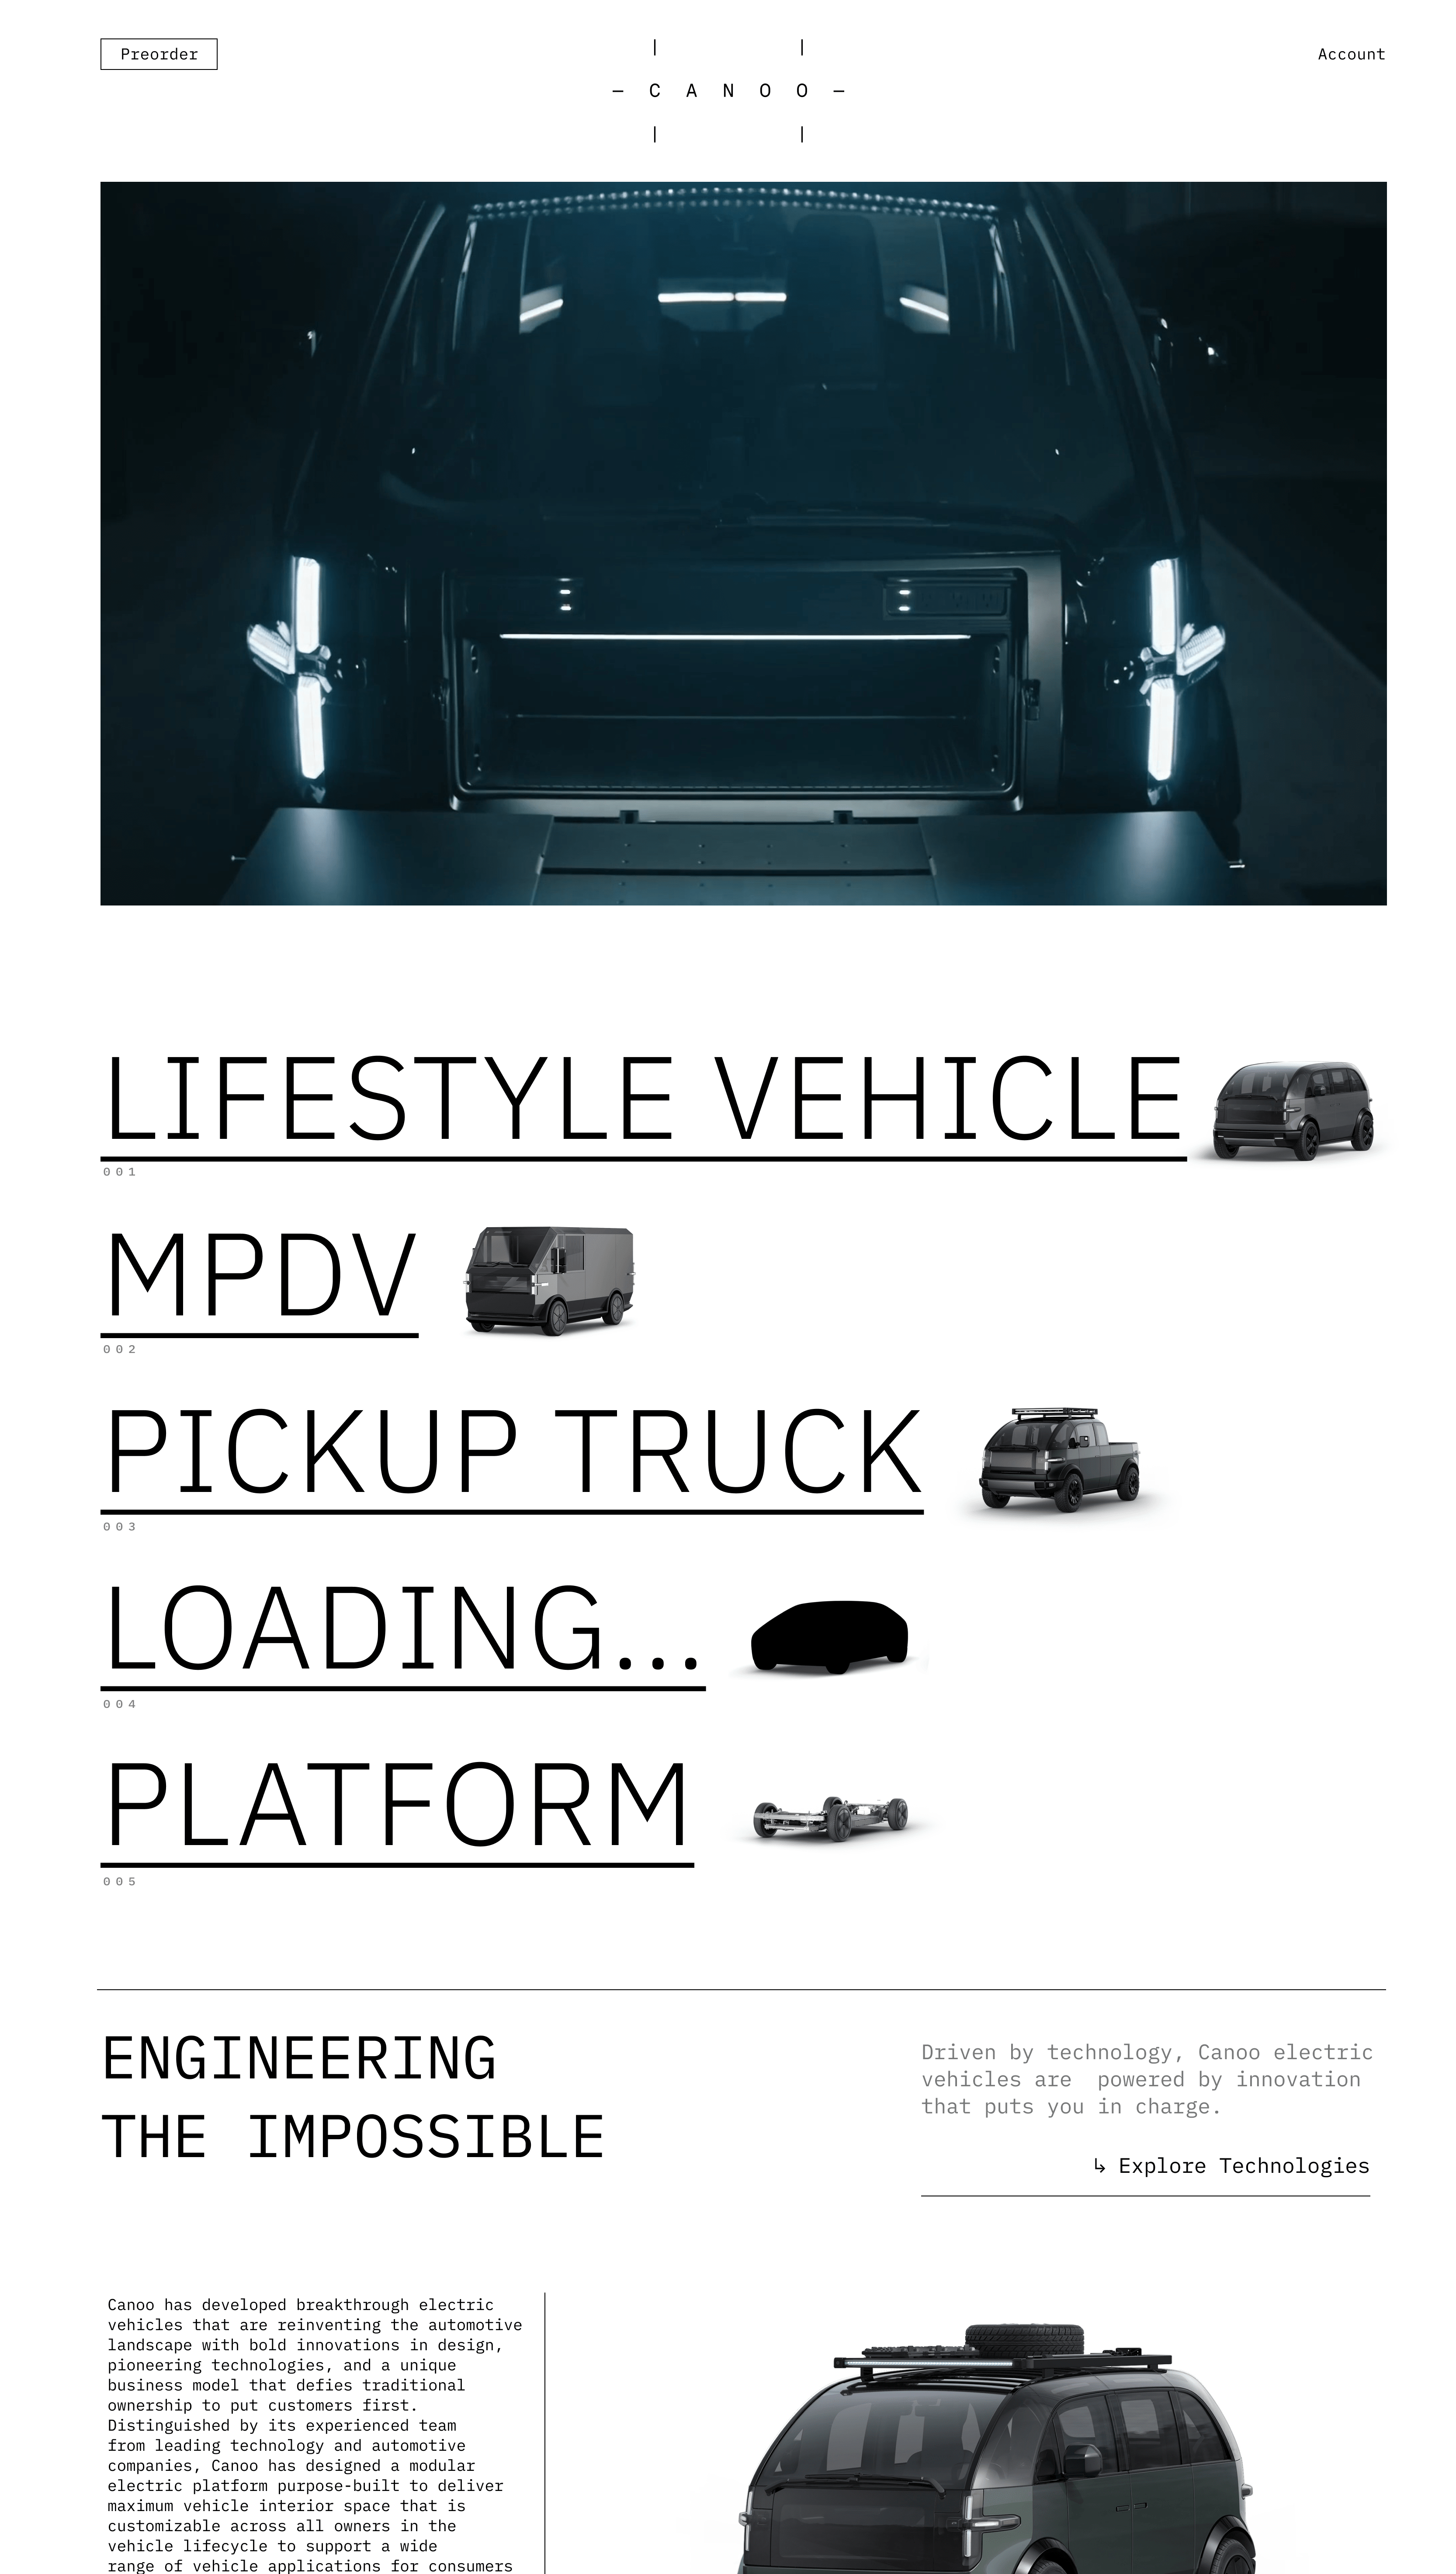 Preorder
— C A N O O —
Account
LIFESTYLE VEHICLE
001
MPDV
002
PICKUP TRUCK
003
LOADING...
004
PLATFORM
005
ENGINEERING
THE IMPOSSIBLE
Driven by technology, Canoo electric
vehicles are  powered by innovation
that puts you in charge.
↳ Explore Technologies
Canoo has developed breakthrough electric
vehicles that are reinventing the automotive
landscape with bold innovations in design,
pioneering technologies, and a unique
business model that defies traditional
ownership to put customers first.
Distinguished by its experienced team
from leading technology and automotive
companies, Canoo has designed a modular
electric platform purpose-built to deliver
maximum vehicle interior space that is
customizable across all owners in the
vehicle lifecycle to support a wide
range of vehicle applications for consumers